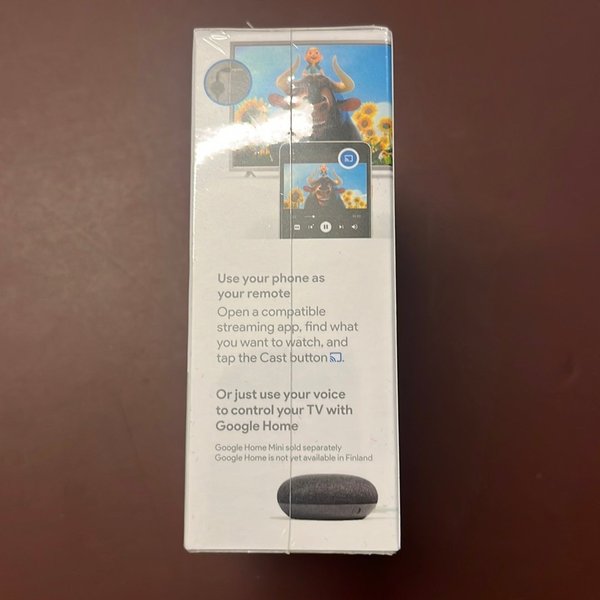 Use your phone as
your remote
Open a compatible
streaming app, find what
you want to watch, and
tap the Cast button.
Or just use your voice
to control your TV with
Google Home
Google Home Mini sold separately
Google Home is not yet available in Finland